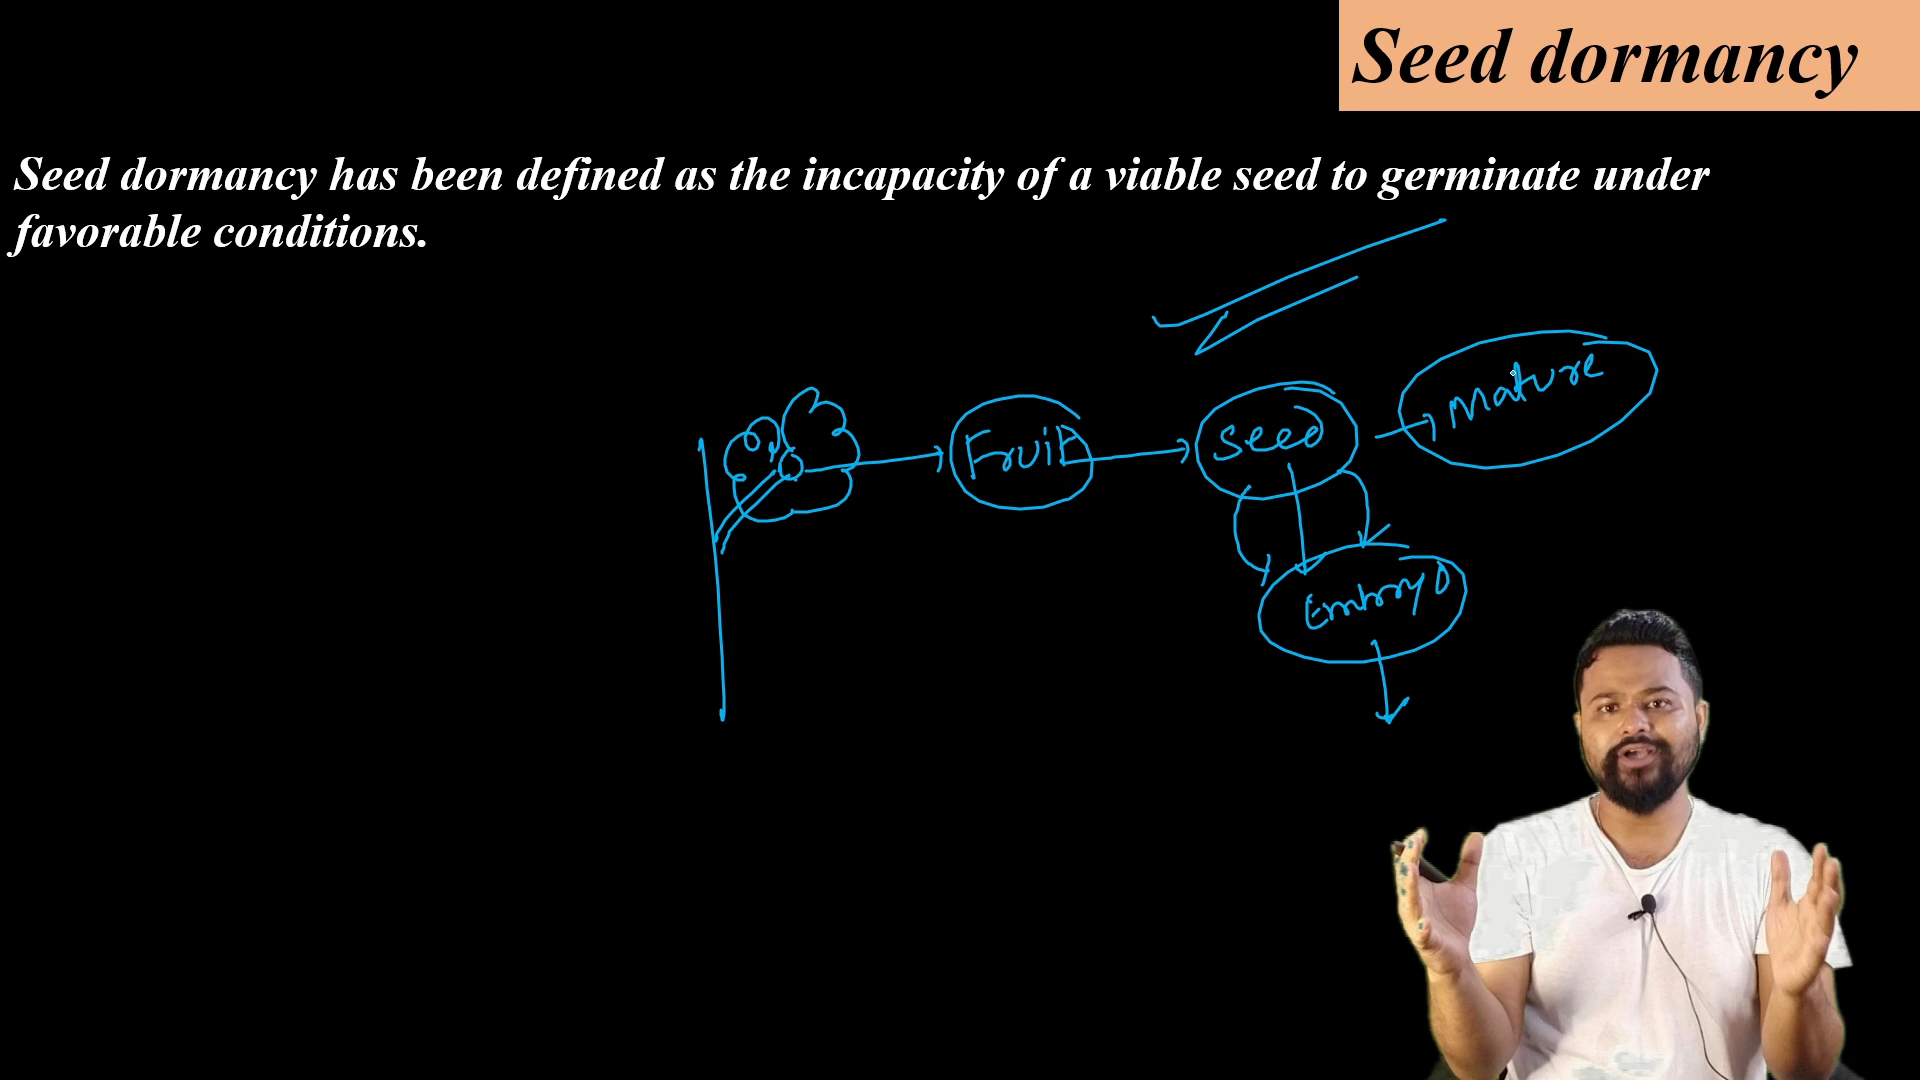 Seed dormancy
Seed dormancy has been defined as the incapacity of a viable seed to germinate under
favorable conditions.
Mature
Fruit
Seed
Embryo